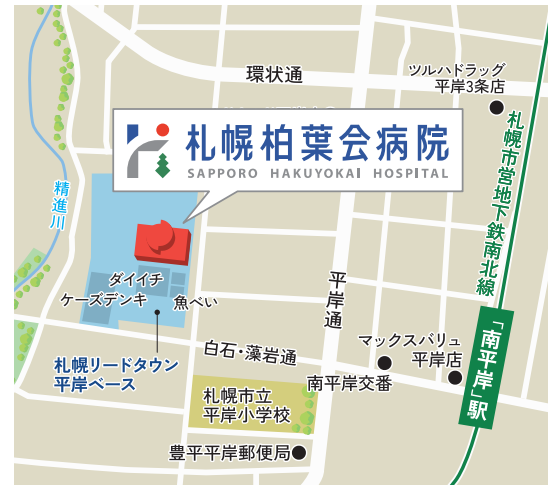 環状通
ツルハドラッグ
平岸3条店
札幌柏葉会病院
SAPPORO HAKUYOKAI HOSPITAL
札幌市営地下鉄南北線
精進川
ダイイチ
ケーズデンキ
魚べい
平岸通
札幌リードタウン
平岸ベース
白石・藻岩通
マックスバリュ
平岸店
南平岸交番
「南平岸」駅
札幌市立
平岸小学校
豊平平岸郵便局